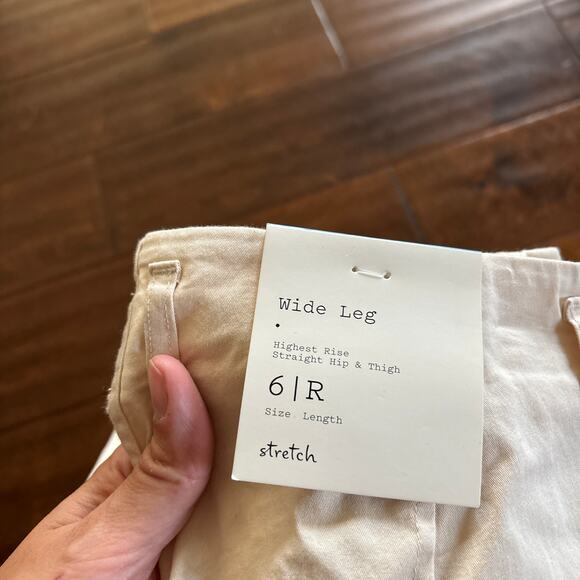 Wide Leg
Highest Rise
Straight Hip & Thigh
6|R
Size Length
stretch